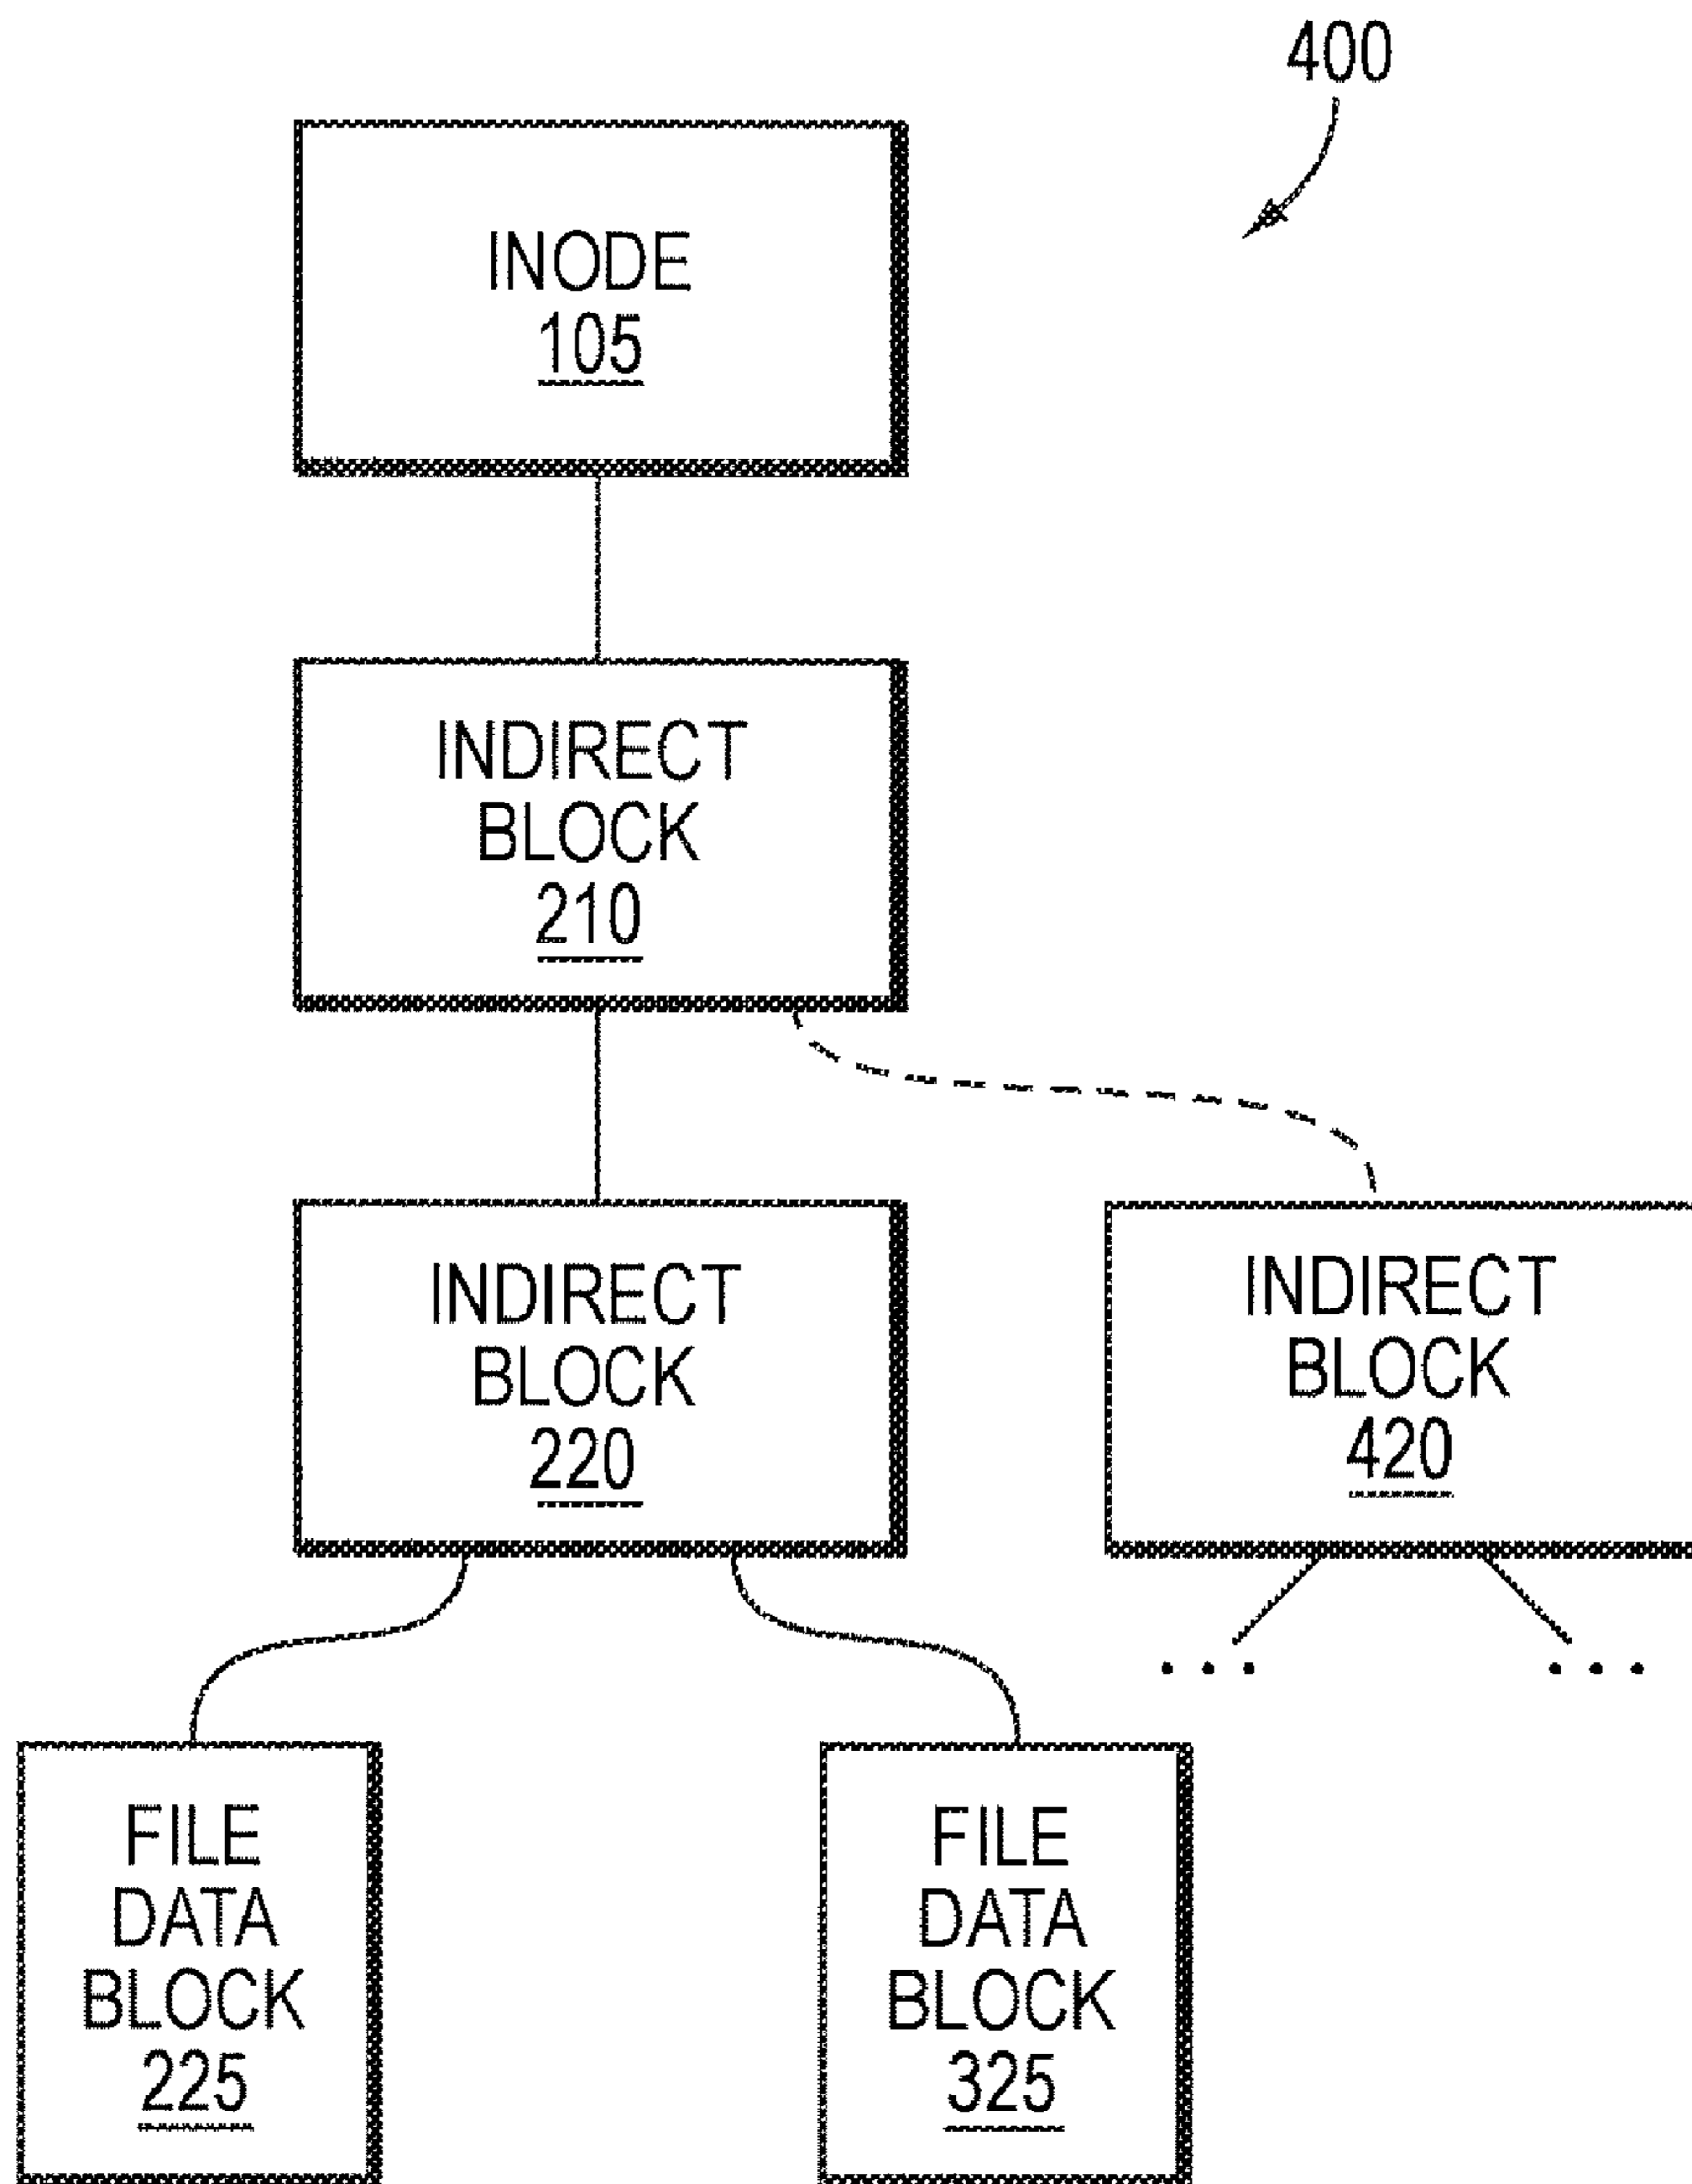 400
INODE
105
INDIRECT
BLOCK
210
INDIRECT
BLOCK
220
INDIRECT
BLOCK
420
...
...
FILE
DATA
BLOCK
225
FILE
DATA
BLOCK
325